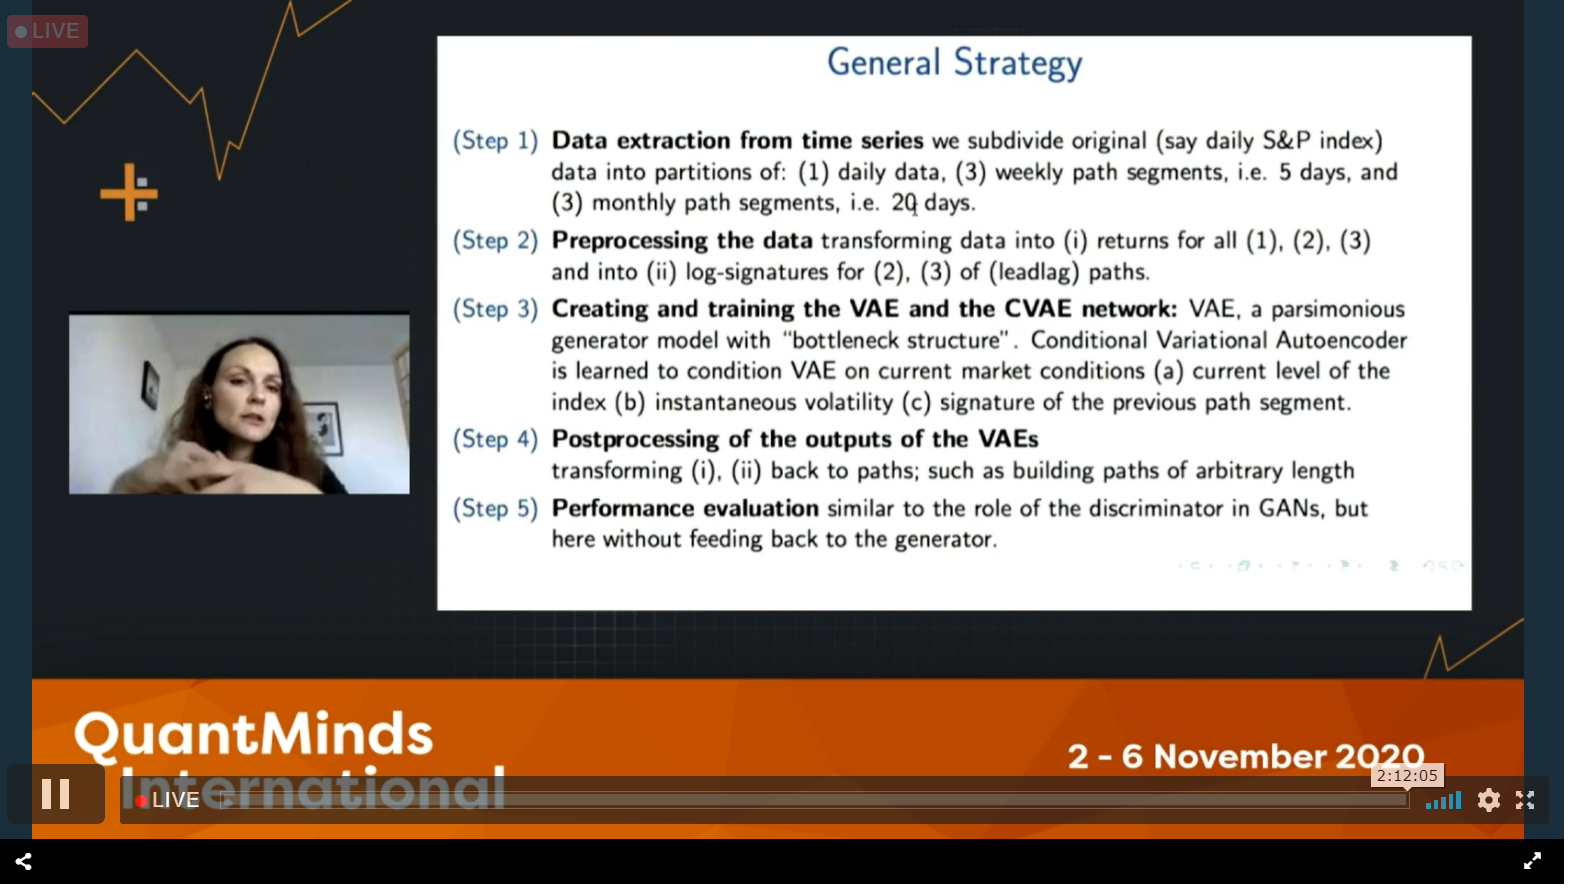 LIVE
General Strategy
(Step 1) Data extraction from time series we subdivide original (say daily S&P index)
data into partitions of: (1) daily data, (3) weekly path segments, i.e. 5 days, and
(3) monthly path segments, i.e. 20 days.
(Step 2) Preprocessing the data transforming data into (i) returns for all (1), (2), (3)
and into (ii) log-signatures for (2), (3) of (leadlag) paths.
(Step 3) Creating and training the VAE and the CVAE network: VAE, a parsimonious
generator model with “bottleneck structure”. Conditional Variational Autoencoder
is learned to condition VAE on current market conditions (a) current level of the
index (b) instantaneous volatility (c) signature of the previous path segment.
(Step 4) Postprocessing of the outputs of the VAEs
transforming (i), (ii) back to paths; such as building paths of arbitrary length
(Step 5) Performance evaluation similar to the role of the discriminator in GANs, but
here without feeding back to the generator.
QuantMinds
International
2 - 6 November 2020
2:12:05
LIVE